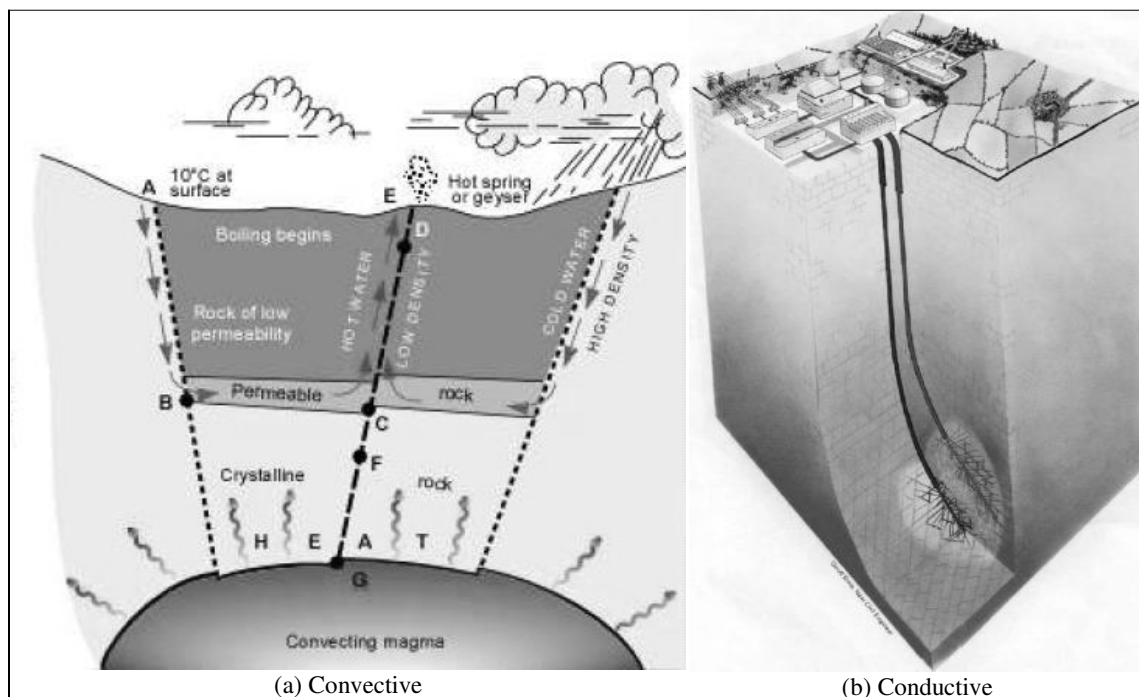 10°C at
surface
A
E
Hot spring
or geyser
Boiling begins
D
Rock of low
permeability
HOT WATER
LOW DENSITY
COLD WATER
HIGH DENSITY
B
Permeable
rock
C
F
Crystalline
rock
H E A T
G
Convecting magma
(a) Convective
(b) Conductive